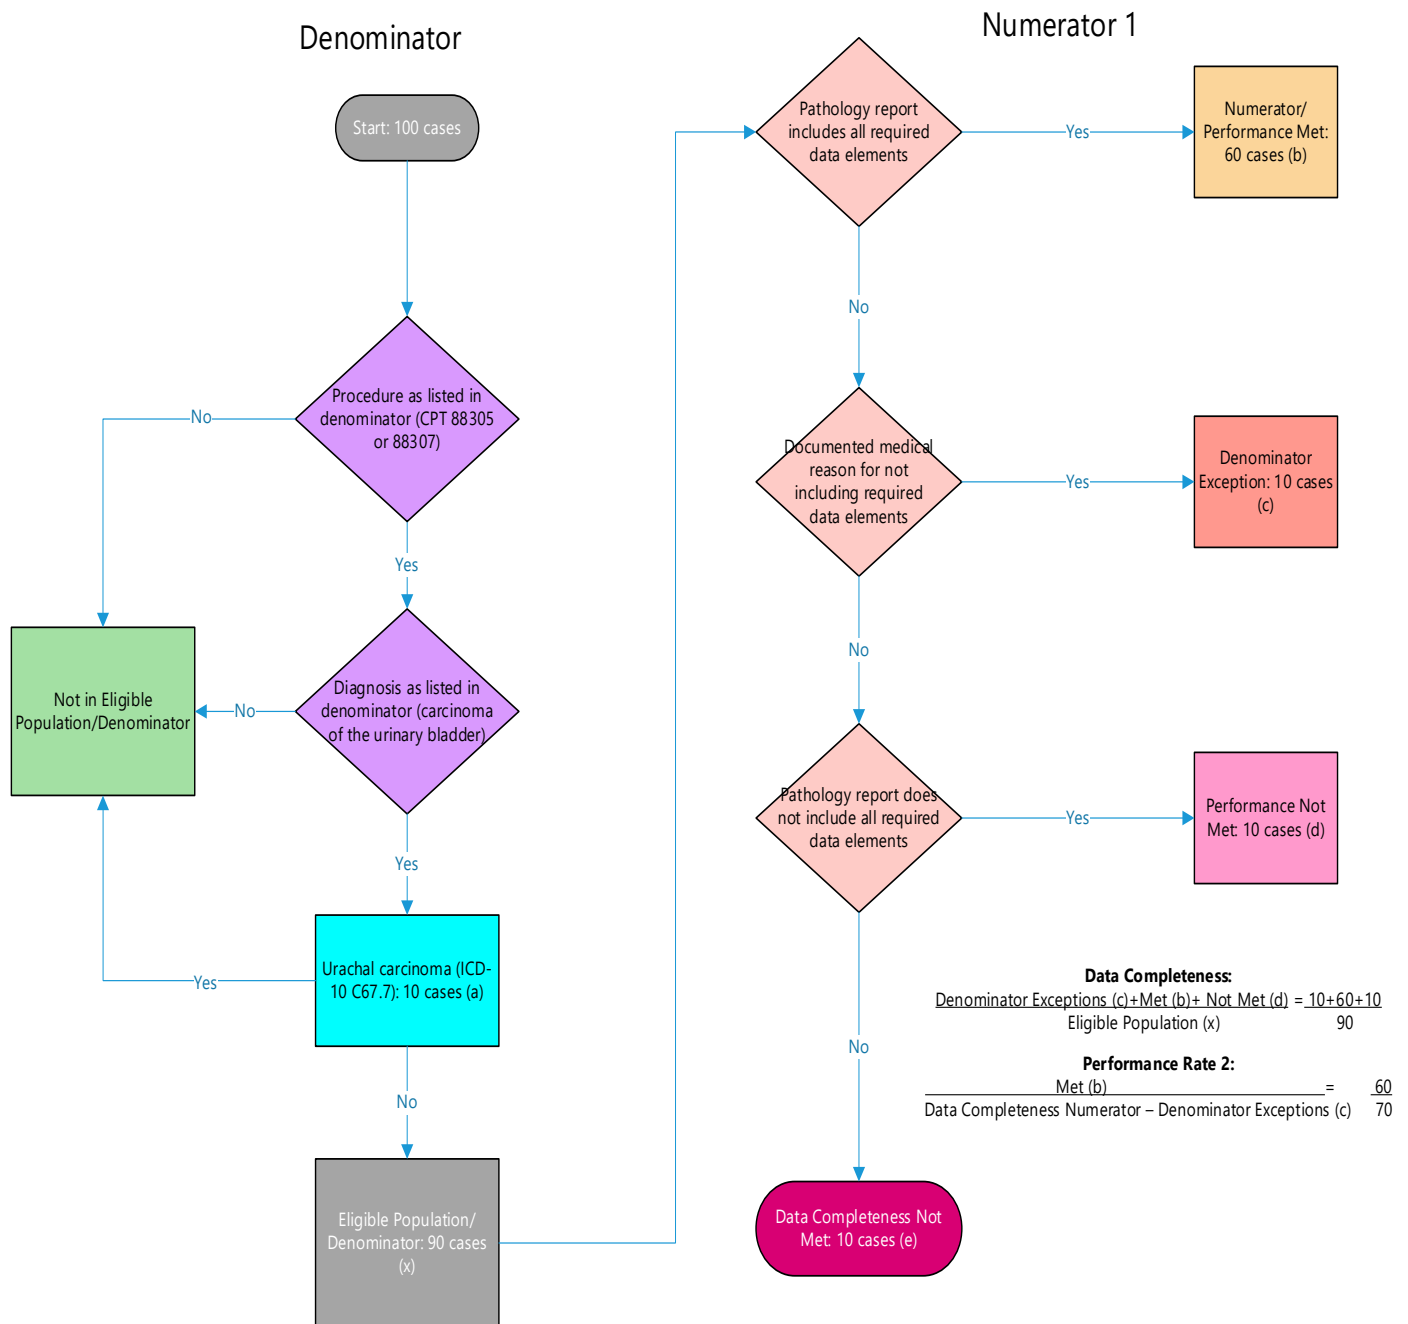 Denominator
Start: 100 cases
Procedure as listed in
denominator (CPT 88305
or 88307)
No
Yes
Not in Eligible
Population/Denominator
No
Diagnosis as listed in
denominator (carcinoma
of the urinary bladder)
Yes
Urachal carcinoma (ICD-
10 C67.7): 10 cases (a)
Yes
No
Eligible Population/
Denominator: 90 cases
(x)
Numerator 1
Pathology report
includes all required
data elements
Yes
Numerator/
Performance Met:
60 cases (b)
No
Documented medical
reason for not
including required
data elements
Yes
Denominator
Exception: 10 cases
(c)
No
Pathology report does
not include all required
data elements
Yes
Performance Not
Met: 10 cases (d)
No
Data Completeness Not
Met: 10 cases (e)
Data Completeness:
Denominator Exceptions (c)+Met (b)+ Not Met (d) = 10+60+10
Eligible Population (x) 90
Performance Rate 2:
Met (b) = 60
Data Completeness Numerator – Denominator Exceptions (c) 70